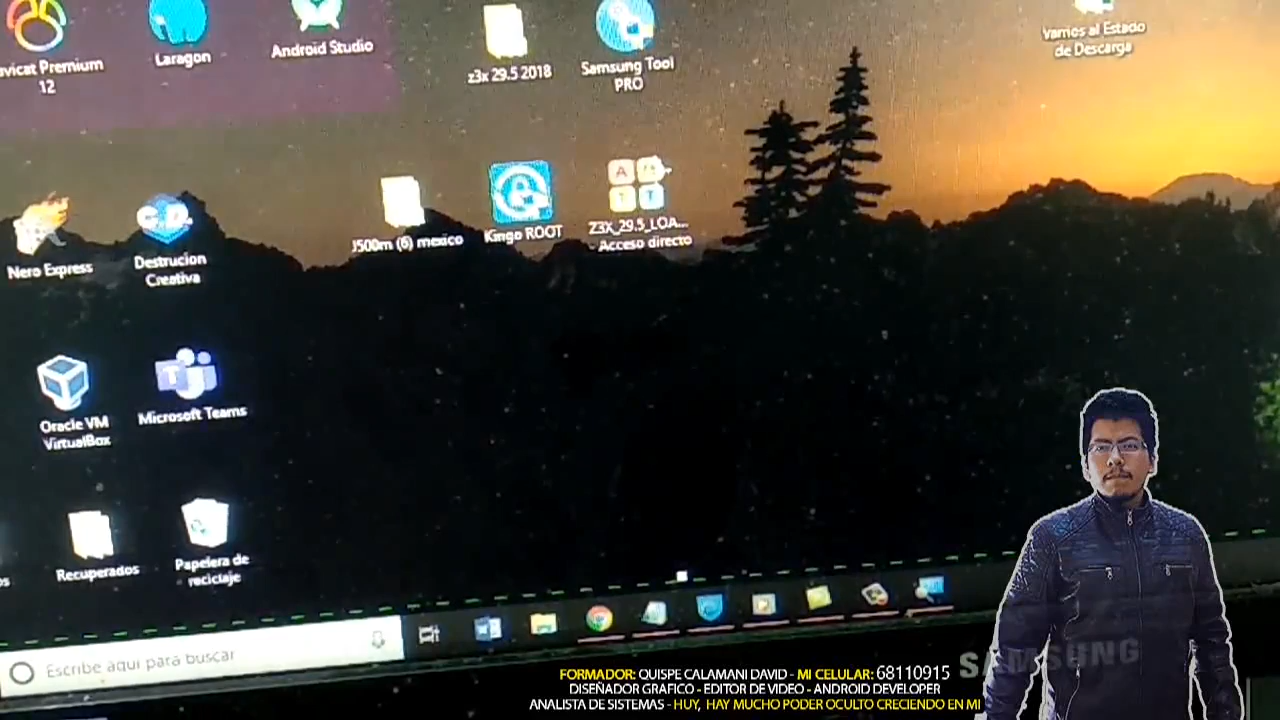 avicat Premium
12
Laragon
Android Studio
z3x 29.5 2018
Samsung Tool
PRO
Vamos al Estado
de Descarga
Nero Express
C.D.
Destrucion
Creativa
J500m (6) mexico
Kingo ROOT
A
T T
Z3X_29.5_LOA...
Acceso directo
Oracle VM
VirtualBox
Microsoft Teams
Recuperados
Papelera de
reciclaje
os
Escribe aquí para buscar
SAMSUNG
FORMADOR: QUISPE CALAMANI DAVID - MI CELULAR: 68110915
DISEÑADOR GRAFICO - EDITOR DE VIDEO - ANDROID DEVELOPER
ANALISTA DE SISTEMAS - HUY, HAY MUCHO PODER OCULTO CRECIENDO EN MI